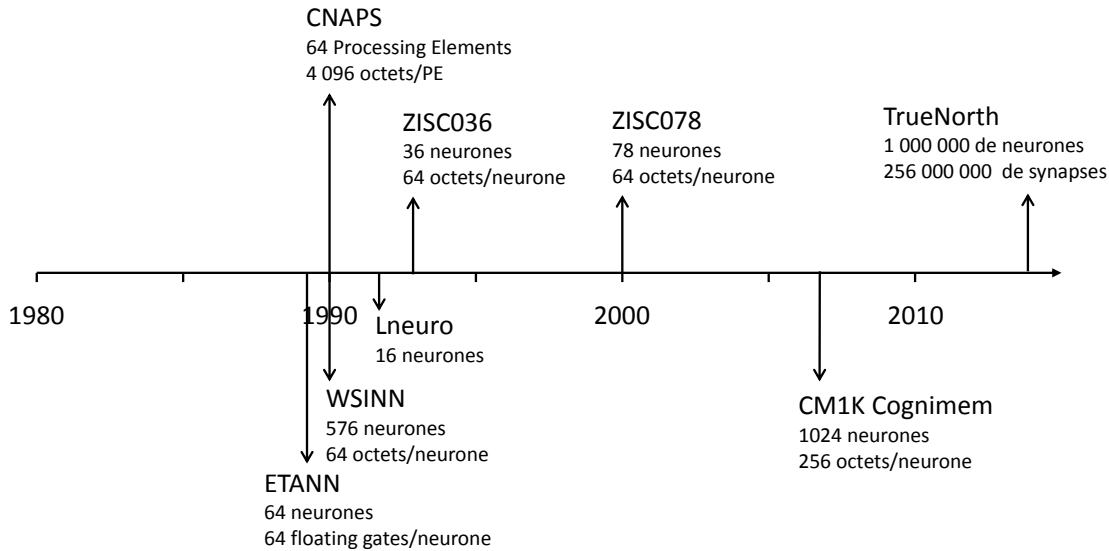 CNAPS
64 Processing Elements
4 096 octets/PE
ZISC036
36 neurones
64 octets/neurone
ZISC078
78 neurones
64 octets/neurone
TrueNorth
1 000 000 de neurones
256 000 000 de synapses
1980
1990
2000
2010
Lneuro
16 neurones
WSINN
576 neurones
64 octets/neurone
CM1K Cognimem
1024 neurones
256 octets/neurone
ETANN
64 neurones
64 floating gates/neurone